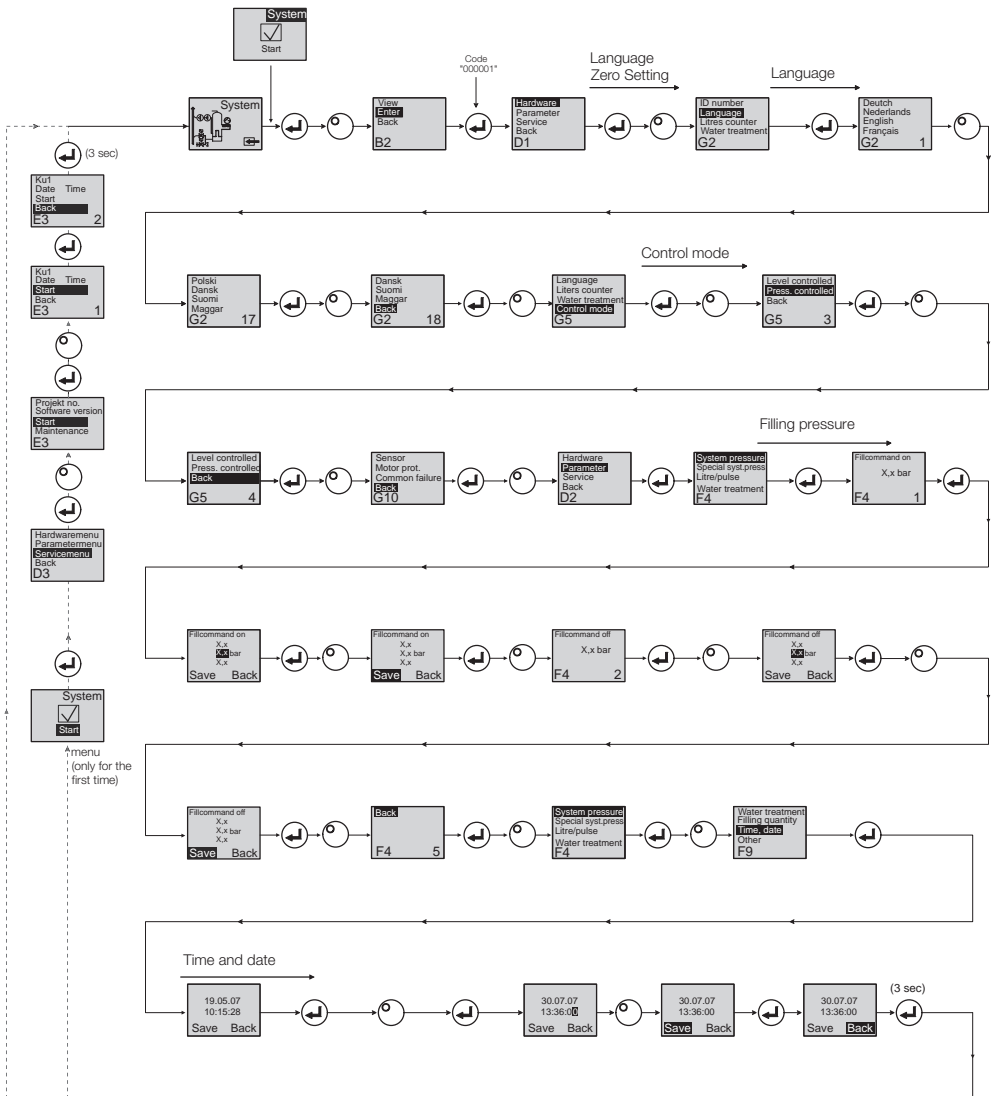 System
Start
Code
"000001"
Language
Zero Setting
Language
System
View
Enter
Back
B2
Hardware
Parameter
Service
Back
D1
ID number
Language
Litres counter
Water treatment
G2
Deutch
Nederlands
English
Français
G2 1
(3 sec)
Ku1
Date Time
Start
Back
E3 2
Ku1
Date Time
Start
Back
E3 1
Projekt no.
Software version
Start
Maintenance
E3
Hardwaremenu
Parametermenu
Servicemenu
Back
D3
System
Start
menu
(only for the
first time)
Polski
Dansk
Suomi
Maggar
G2 17
Dansk
Suomi
Maggar
Back
G2 18
Language
Liters counter
Water treatment
Control mode
G5
Control mode
Level controlled
Press. controlled
Back
G5 3
Level controlled
Press. controlled
Back
G5 4
Sensor
Motor prot.
Common failure
Back
G10
Hardware
Parameter
Service
Back
D2
Filling pressure
System pressure
Special syst.press
Litre/pulse
Water treatment
F4
Fillcommand on
X,x bar
F4 1
Fillcommand on
X,x
X,x bar
X,x
Save Back
Fillcommand on
X,x
X,x bar
X,x
Save Back
Fillcommand off
X,x bar
F4 2
Fillcommand off
X,x
X,x bar
X,x
Save Back
Fillcommand off
X,x
X,x bar
X,x
Save Back
Back
F4 5
System pressure
Special syst.press
Litre/pulse
Water treatment
F4
Water treatment
Filling quantity
Time, date
Other
F9
Time and date
19.05.07
10:15:28
Save Back
30.07.07
13:36:00
Save Back
30.07.07
13:36:00
Save Back
30.07.07
13:36:00
Save Back
(3 sec)